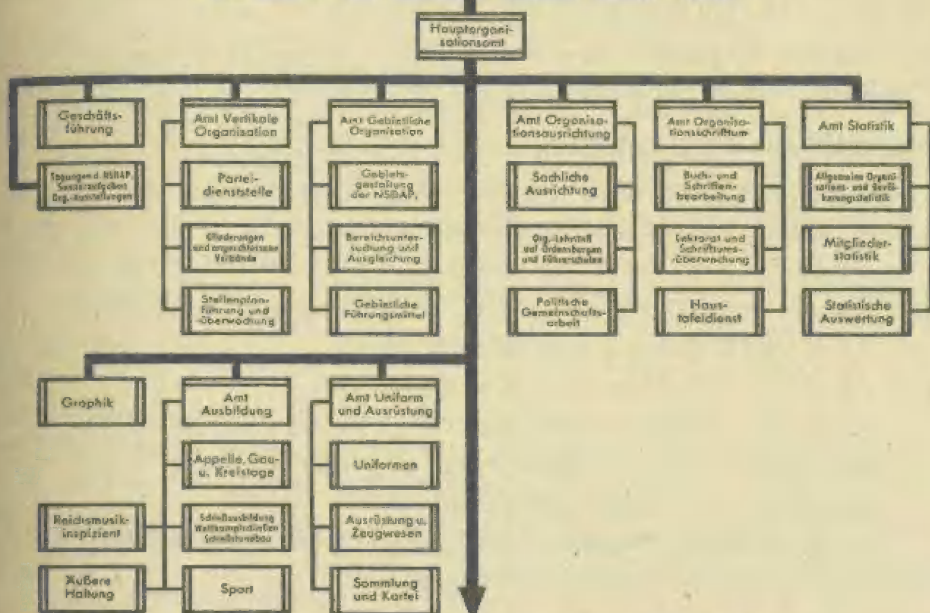 Hauptorgani-
sationsamt
Geschäfts-
führung
Tagungen d. NSDAP.
Sonderaufgaben
Org.-Ausstellungen
Amt Vertikale
Organisation
Partei-
dienststelle
Gliederungen
und angeschlossene
Verbände
Stellenplan-
führung und
-überwachung
Amt Gebietliche
Organisation
Gebiets-
gestaltung
der NSDAP.
Bereichsunter-
suchung und
Ausgleichung
Gebietliche
Führungsmittel
Amt Organisa-
tionsausrichtung
Sachliche
Ausrichtung
Org.-Lehrstab
auf Ordensburgen
und Führerschulen
Politische
Gemeinschafts-
arbeit
Amt Organisa-
tionsschrifttum
Buch- und
Schriften-
bearbeitung
Lektorat und
Schrifttums-
überwachung
Haus-
tafeldienst
Amt Statistik
Allgemeine Organi-
sations- und Bevöl-
kerungsstatistik
Mitglieder-
statistik
Statistische
Auswertung
Graphik
Amt
Ausbildung
Appelle, Gau-
u. Kreistage
Reichsmusik-
inspizient
Schießausbildung
Schießstandbau
Äußere
Haltung
Sport
Amt Uniform
und Ausrüstung
Uniformen
Ausrüstung u.
Zeugwesen
Sammlung
und Kartei